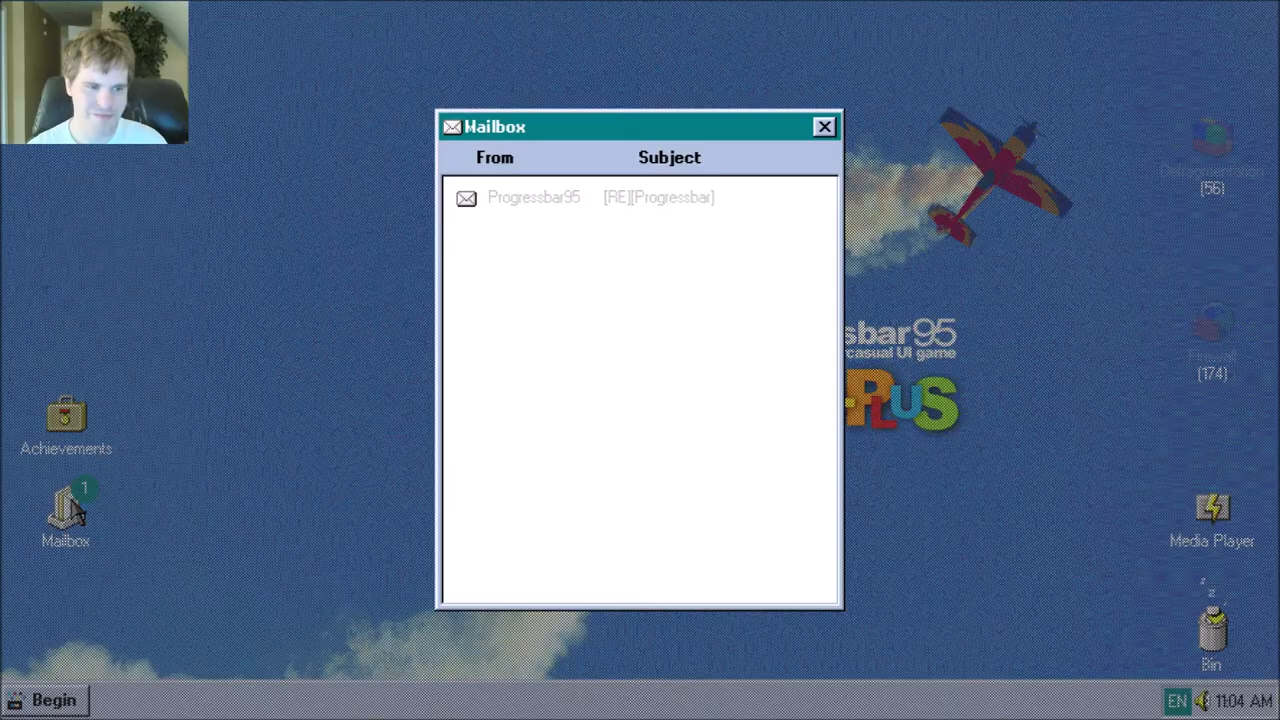 Mailbox
From Subject
Progressbar95 [RE][Progressbar]
(56)
sbar95
casual UI game
PLUS
(174)
Achievements
1
Mailbox
Media Player
z
z
Bin
Begin
EN 11:04 AM